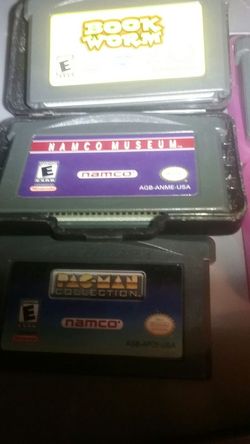 BOOK
WORM
E
NAMCO MUSEUM
E
namco
AGB-ANME-USA
PAC-MAN
COLLECTION
E
namco